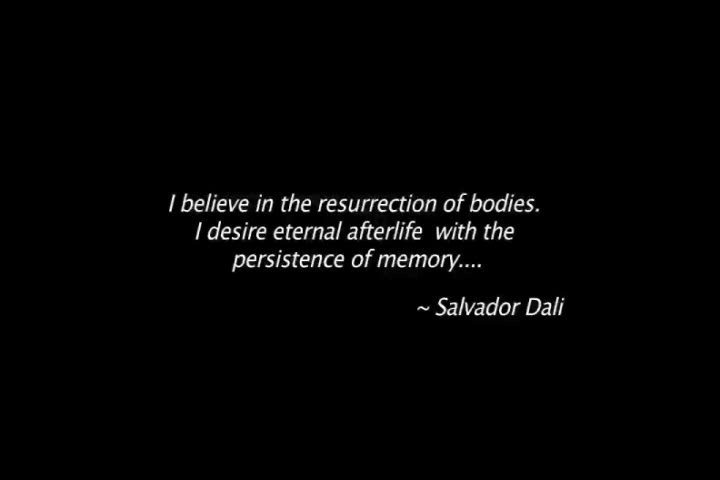 I believe in the resurrection of bodies.
I desire eternal afterlife with the
persistence of memory....
~ Salvador Dali